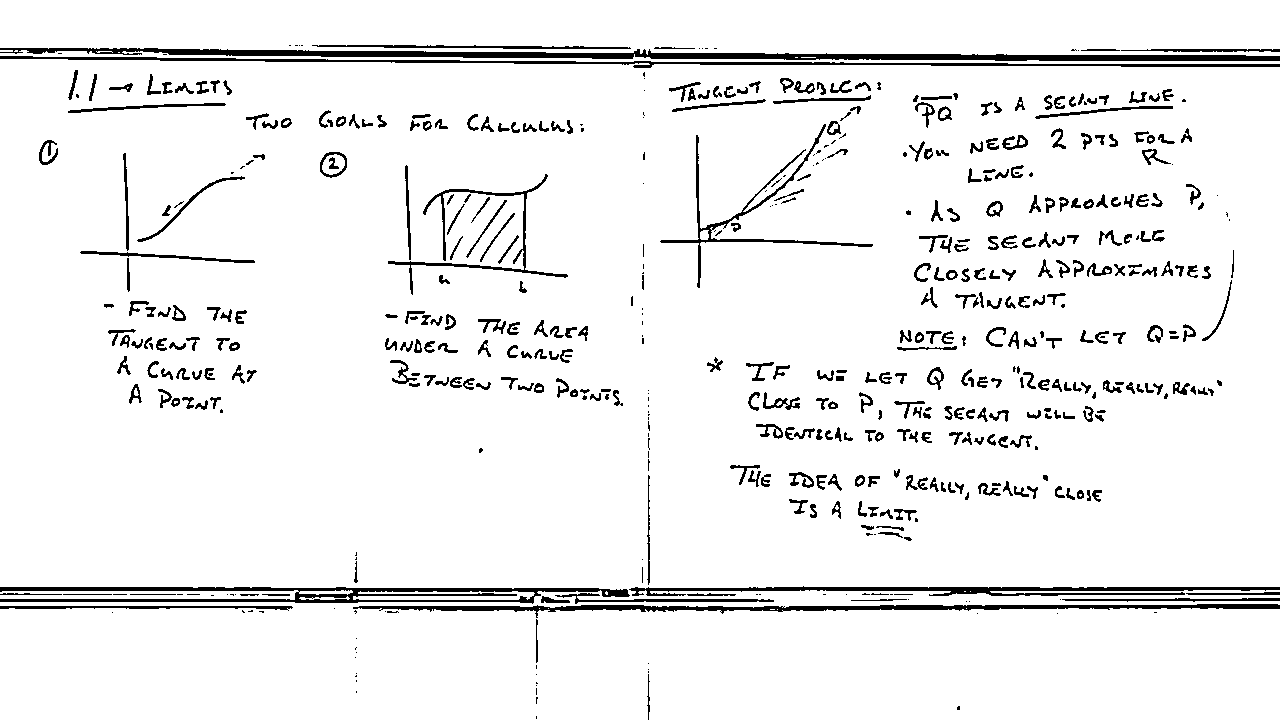 1.1 → LIMITS
TWO GOALS FOR CALCULUS:
①
②
a b
- FIND THE
TANGENT TO
A CURVE AT
A POINT.
- FIND THE AREA
UNDER A CURVE
BETWEEN TWO POINTS.
TANGENT PROBLEM:
Q
P
"PQ" IS A SECANT LINE.
• YOU NEED 2 PTS FOR A
LINE.
• AS Q APPROACHES P,
THE SECANT MORE
CLOSELY APPROXIMATES
A TANGENT.
NOTE: CAN'T LET Q=P
* IF WE LET Q GET "REALLY, REALLY, REALLY"
CLOSE TO P, THE SECANT WILL BE
IDENTICAL TO THE TANGENT.
THE IDEA OF "REALLY, REALLY" CLOSE
IS A LIMIT.